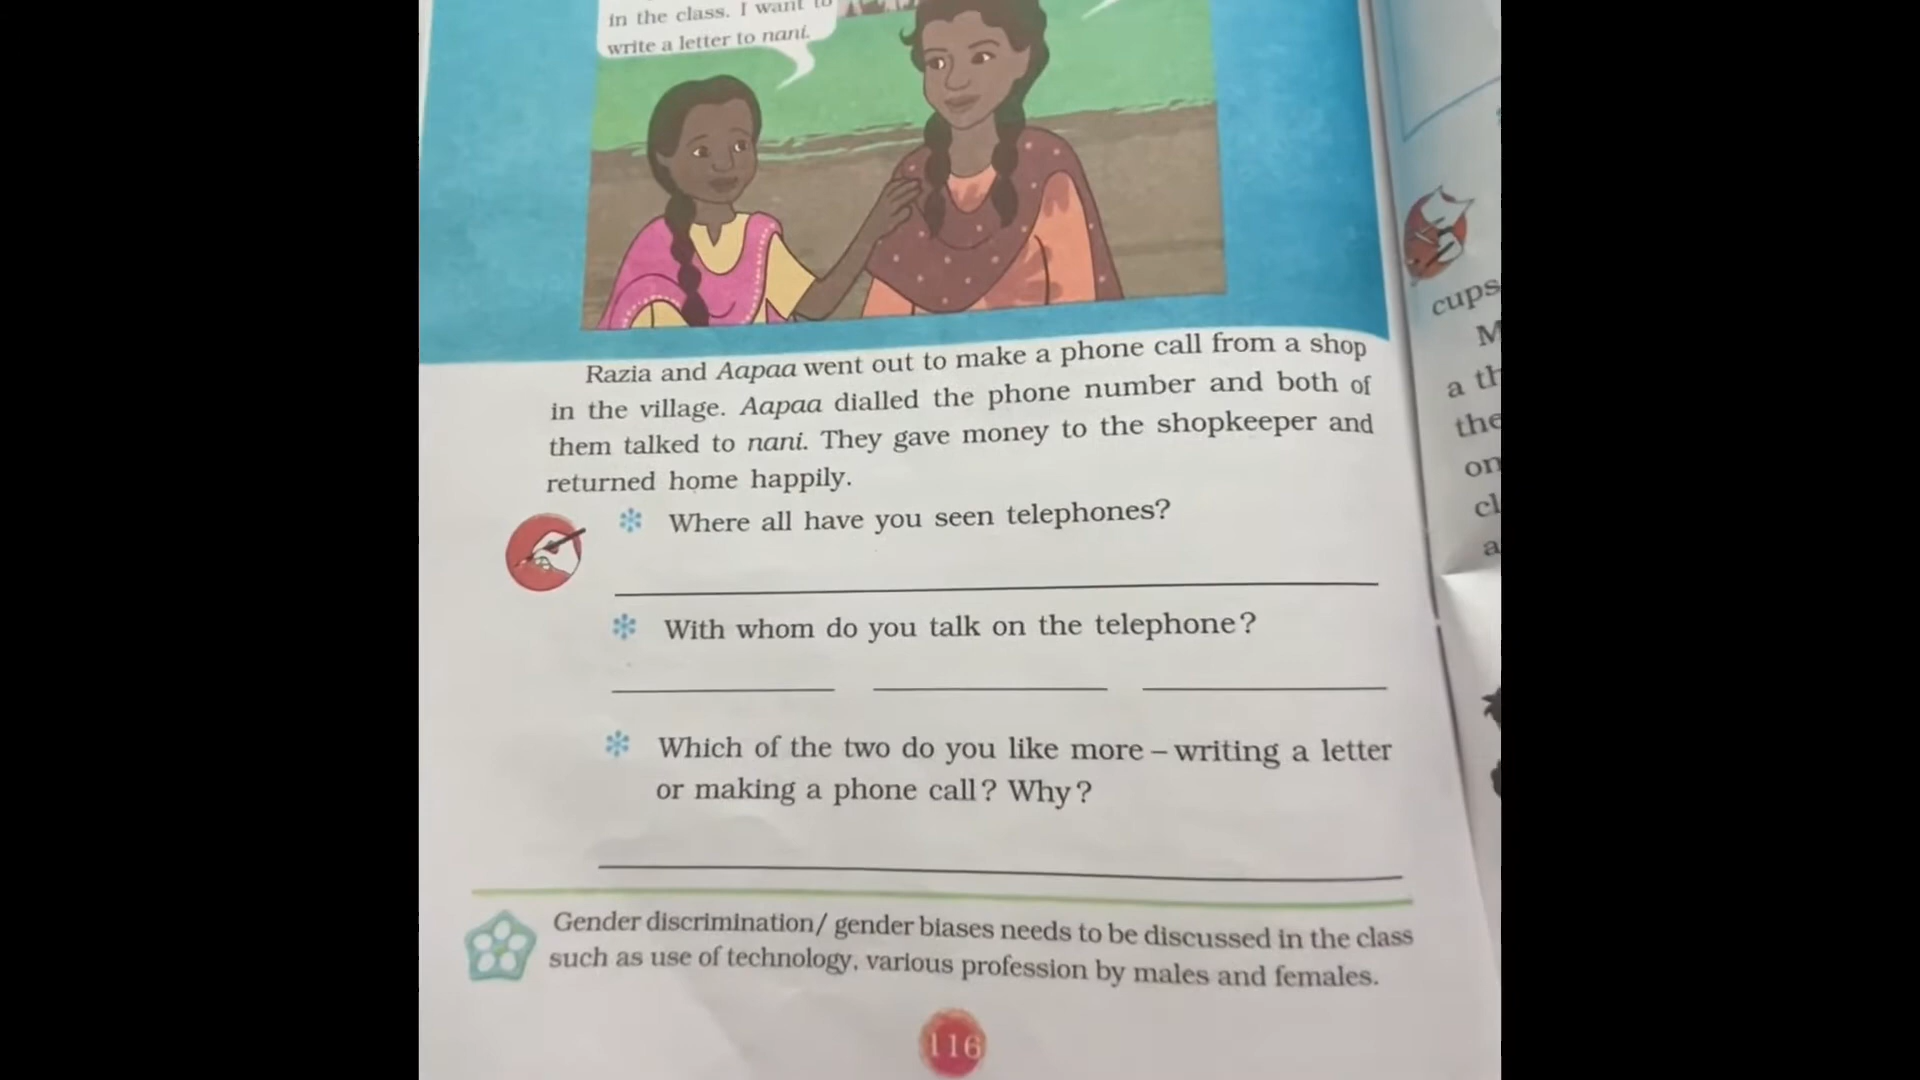 in the class. I want to
write a letter to nani.
Razia and Aapaa went out to make a phone call from a shop
in the village. Aapaa dialled the phone number and both of
them talked to nani. They gave money to the shopkeeper and
returned home happily.
Where all have you seen telephones?
With whom do you talk on the telephone?
Which of the two do you like more – writing a letter
or making a phone call? Why?
Gender discrimination/ gender biases needs to be discussed in the class
such as use of technology, various profession by males and females.
116
cups
M
a th
the
on
cl
a